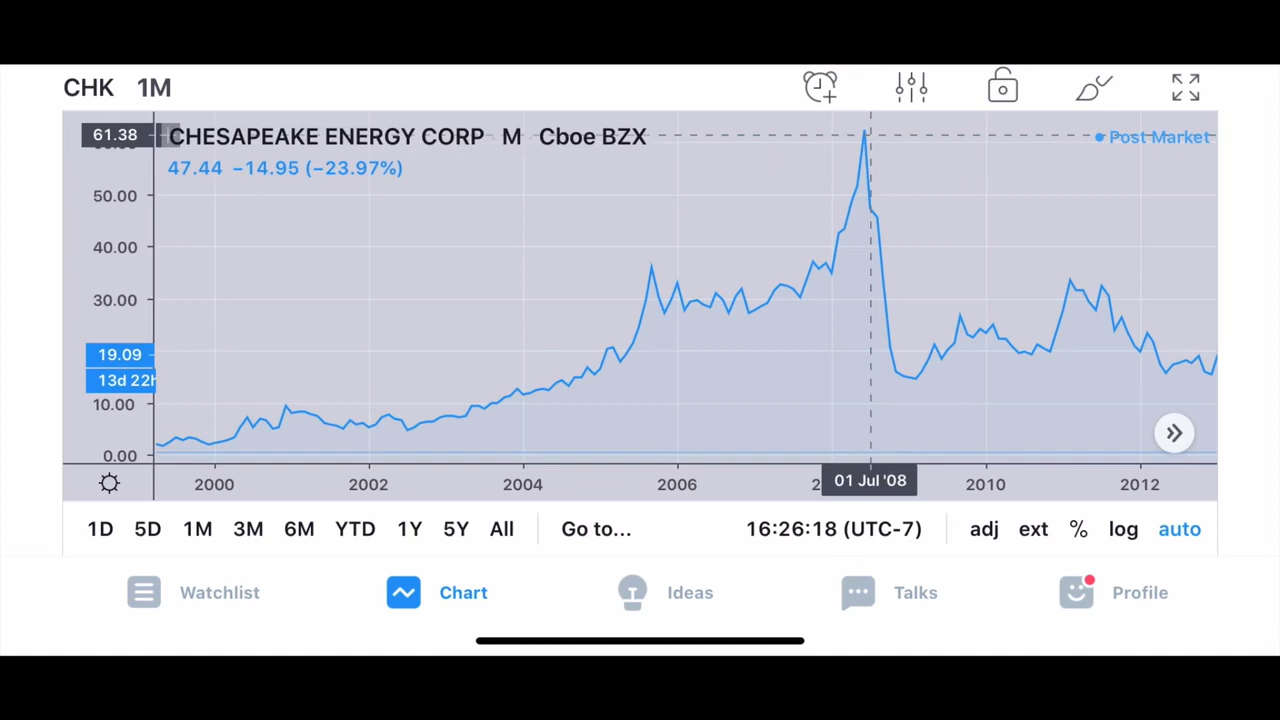 CHK 1M
61.38
CHESAPEAKE ENERGY CORP M Cboe BZX
Post Market
47.44 −14.95 (−23.97%)
50.00
40.00
30.00
19.09
13d 22h
10.00
0.00
2000 2002 2004 2006 01 Jul '08 2010 2012
1D 5D 1M 3M 6M YTD 1Y 5Y All Go to... 16:26:18 (UTC-7) adj ext % log auto
Watchlist Chart Ideas Talks Profile